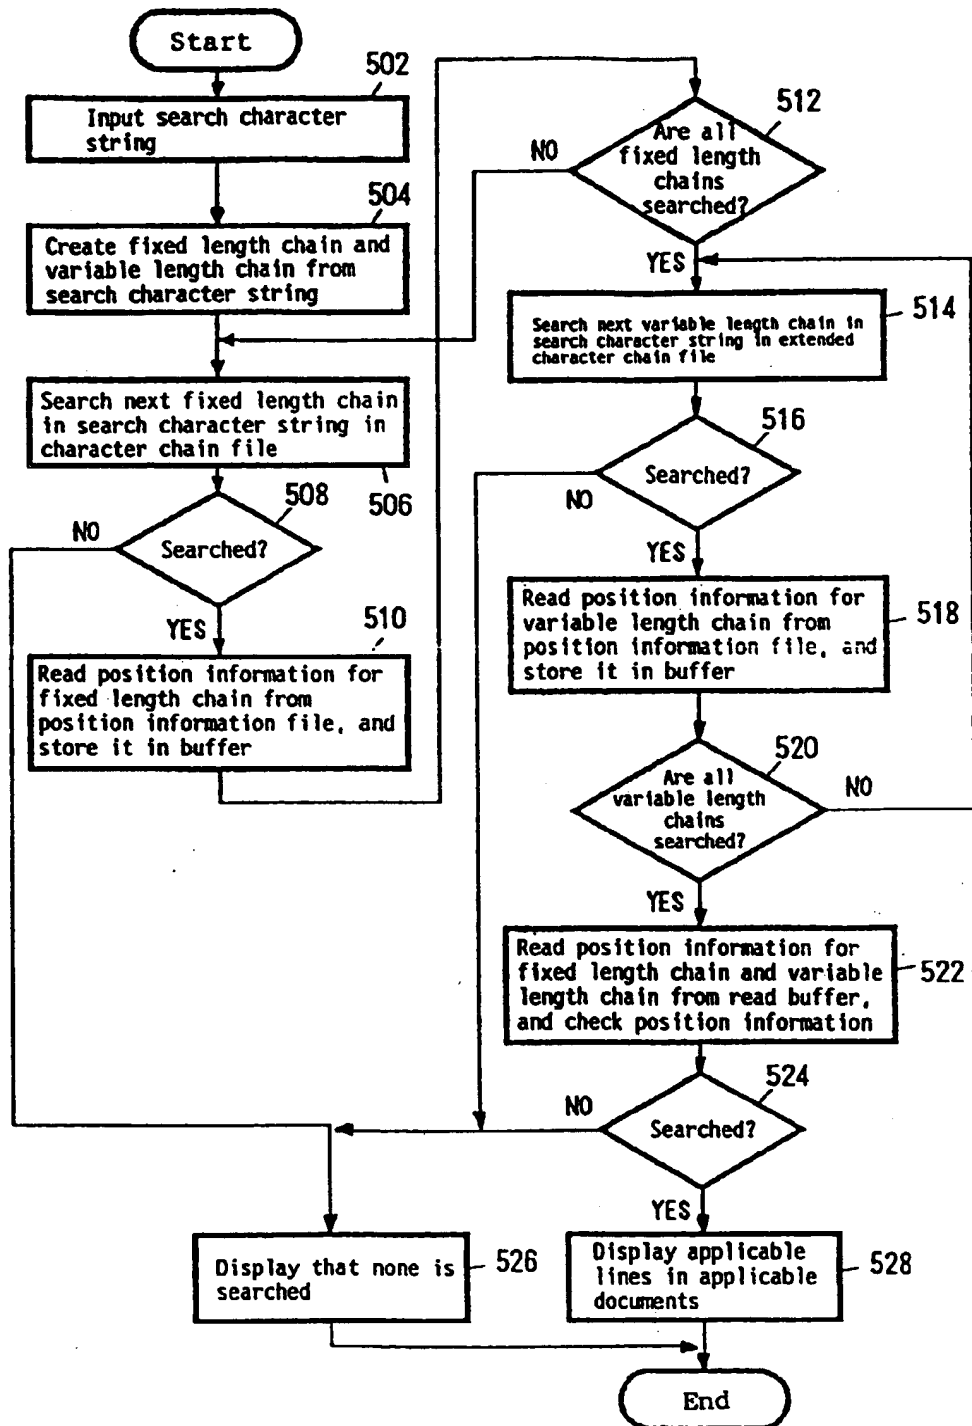 Start
502
Input search character
string
504
Create fixed length chain and
variable length chain from
search character string
Search next fixed length chain
in search character string in
character chain file
506
508
NO
Searched?
YES
510
Read position information for
fixed length chain from
position information file, and
store it in buffer
512
NO
Are all
fixed length
chains
searched?
YES
514
Search next variable length chain in
search character string in extended
character chain file
516
Searched?
NO
YES
Read position information for
variable length chain from
position information file, and
store it in buffer
518
520
Are all
variable length
chains
searched?
NO
YES
Read position information for
fixed length chain and variable
length chain from read buffer,
and check position information
522
524
NO
Searched?
YES
Display that none is
searched
526
Display applicable
lines in applicable
documents
528
End